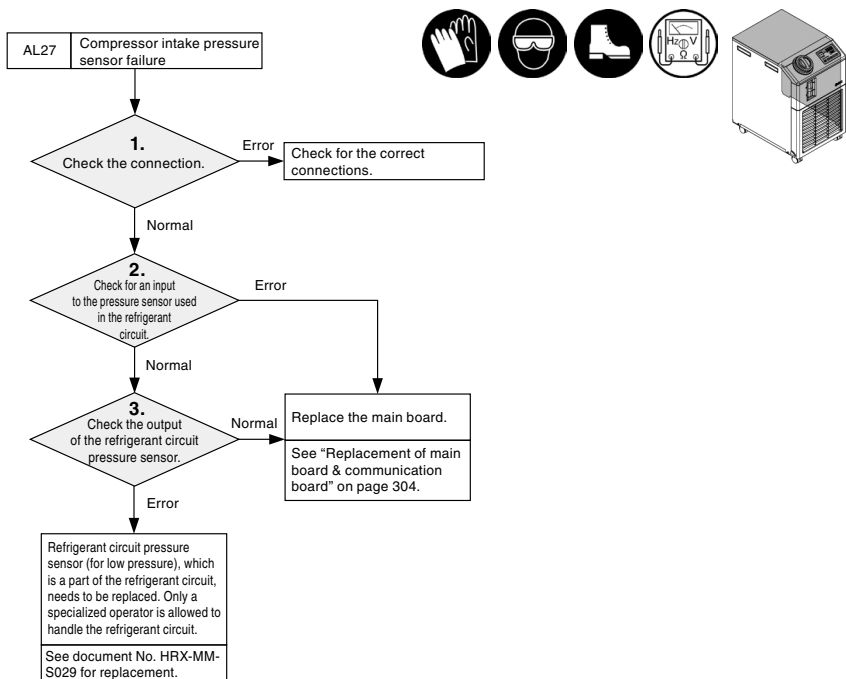 AL27
Compressor intake pressure
sensor failure
Hz
V
Ω
1.
Check the connection.
Error
Check for the correct
connections.
Normal
2.
Check for an input
to the pressure sensor used
in the refrigerant
circuit.
Error
Normal
3.
Check the output
of the refrigerant circuit
pressure sensor.
Normal
Replace the main board.
See “Replacement of main
board & communication
board” on page 304.
Error
Refrigerant circuit pressure
sensor (for low pressure), which
is a part of the refrigerant circuit,
needs to be replaced. Only a
specialized operator is allowed to
handle the refrigerant circuit.
See document No. HRX-MM-
S029 for replacement.